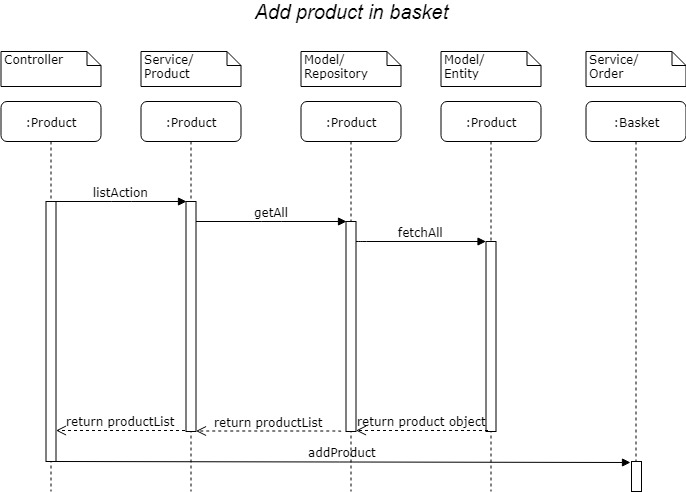 Add product in basket
Controller
Service/
Product
Model/
Repository
Model/
Entity
Service/
Order
:Product
:Product
:Product
:Product
:Basket
listAction
getAll
fetchAll
return productList
return productList
return product object
addProduct